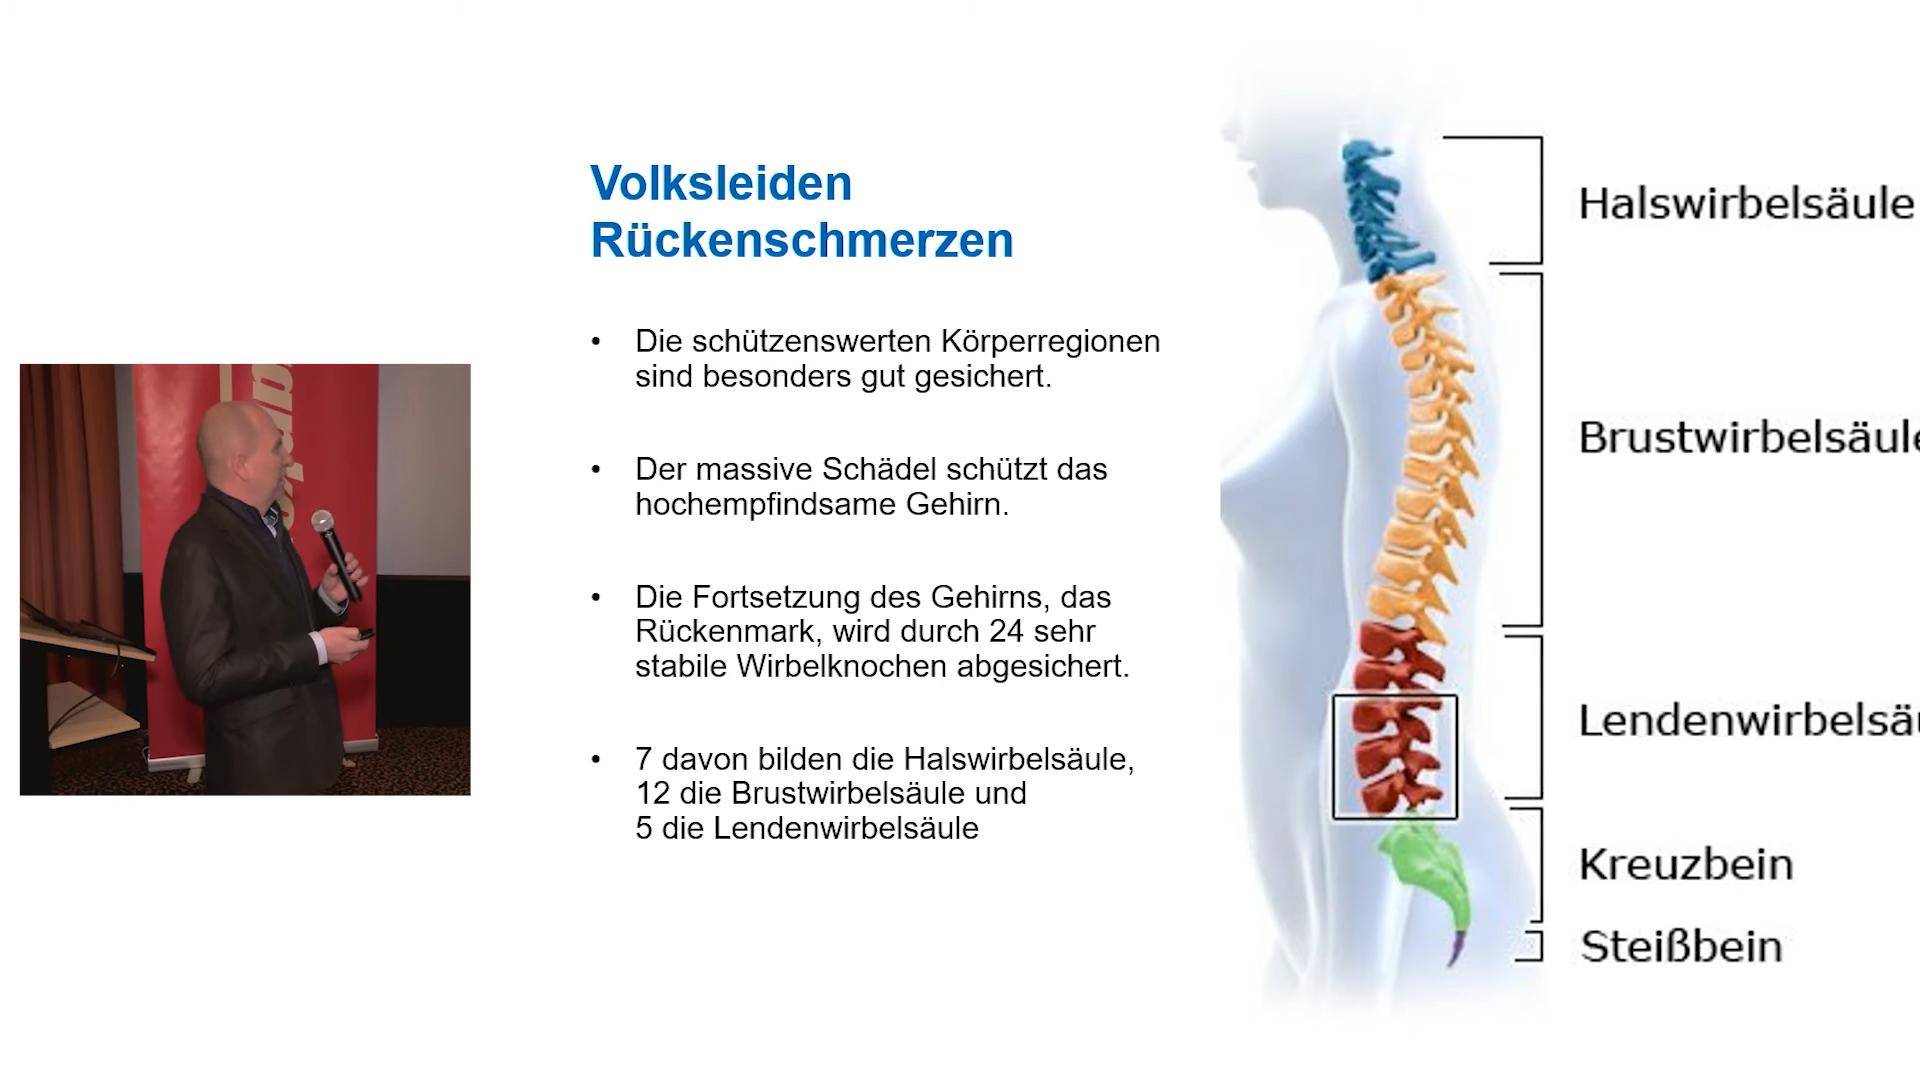 Volksleiden
Rückenschmerzen
• Die schützenswerten Körperregionen
sind besonders gut gesichert.
• Der massive Schädel schützt das
hochempfindsame Gehirn.
• Die Fortsetzung des Gehirns, das
Rückenmark, wird durch 24 sehr
stabile Wirbelknochen abgesichert.
• 7 davon bilden die Halswirbelsäule,
12 die Brustwirbelsäule und
5 die Lendenwirbelsäule
Halswirbelsäule
Brustwirbelsäule
Lendenwirbelsäu
Kreuzbein
Steißbein